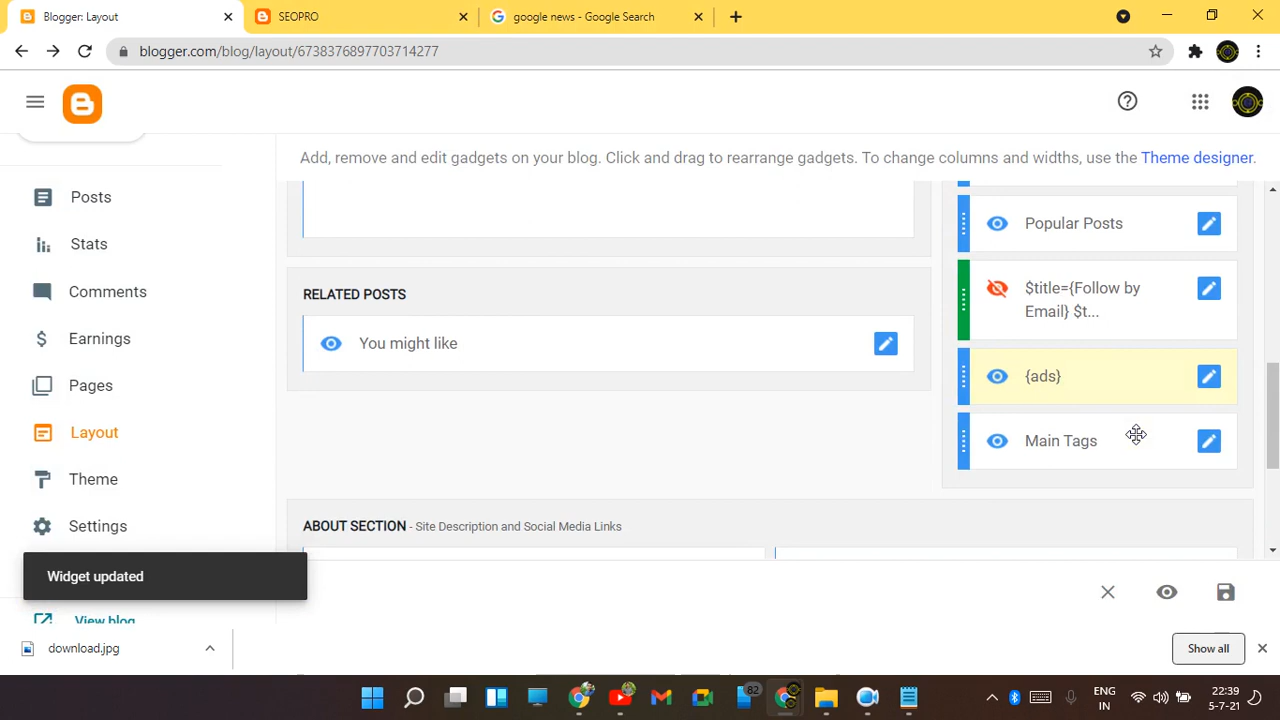 Blogger: Layout
SEOPRO
google news - Google Search
blogger.com/blog/layout/6738376897703714277
Add, remove and edit gadgets on your blog. Click and drag to rearrange gadgets. To change columns and widths, use the Theme designer.
Posts
Stats
Comments
Earnings
Pages
Layout
Theme
Settings
View blog
Popular Posts
$title={Follow by
Email} $t...
{ads}
Main Tags
RELATED POSTS
You might like
ABOUT SECTION - Site Description and Social Media Links
Widget updated
download.jpg
Show all
82
ENG
IN
22:39
5-7-21